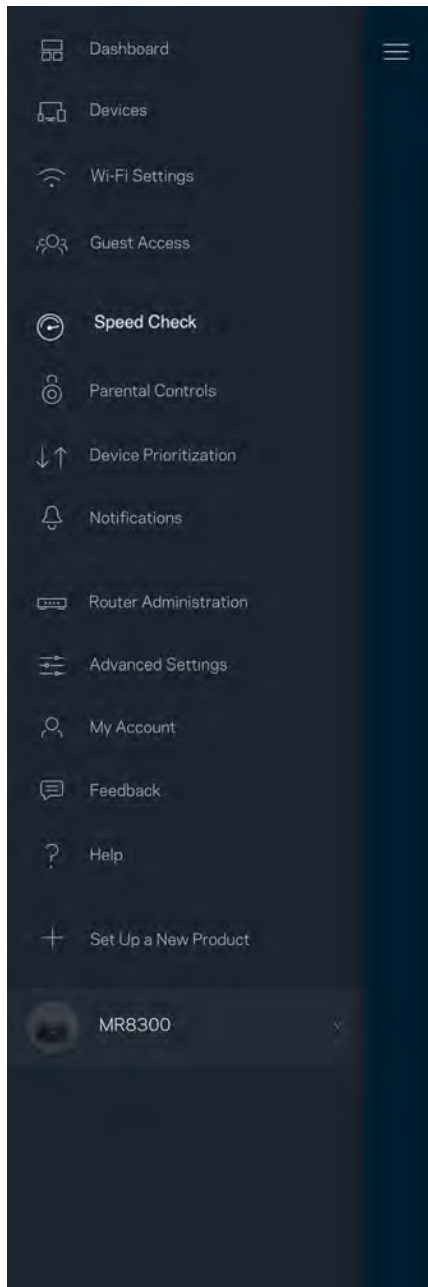 Dashboard
Devices
Wi-Fi Settings
Guest Access
Speed Check
Parental Controls
Device Prioritization
Notifications
Router Administration
Advanced Settings
My Account
Feedback
Help
Set Up a New Product
MR8300